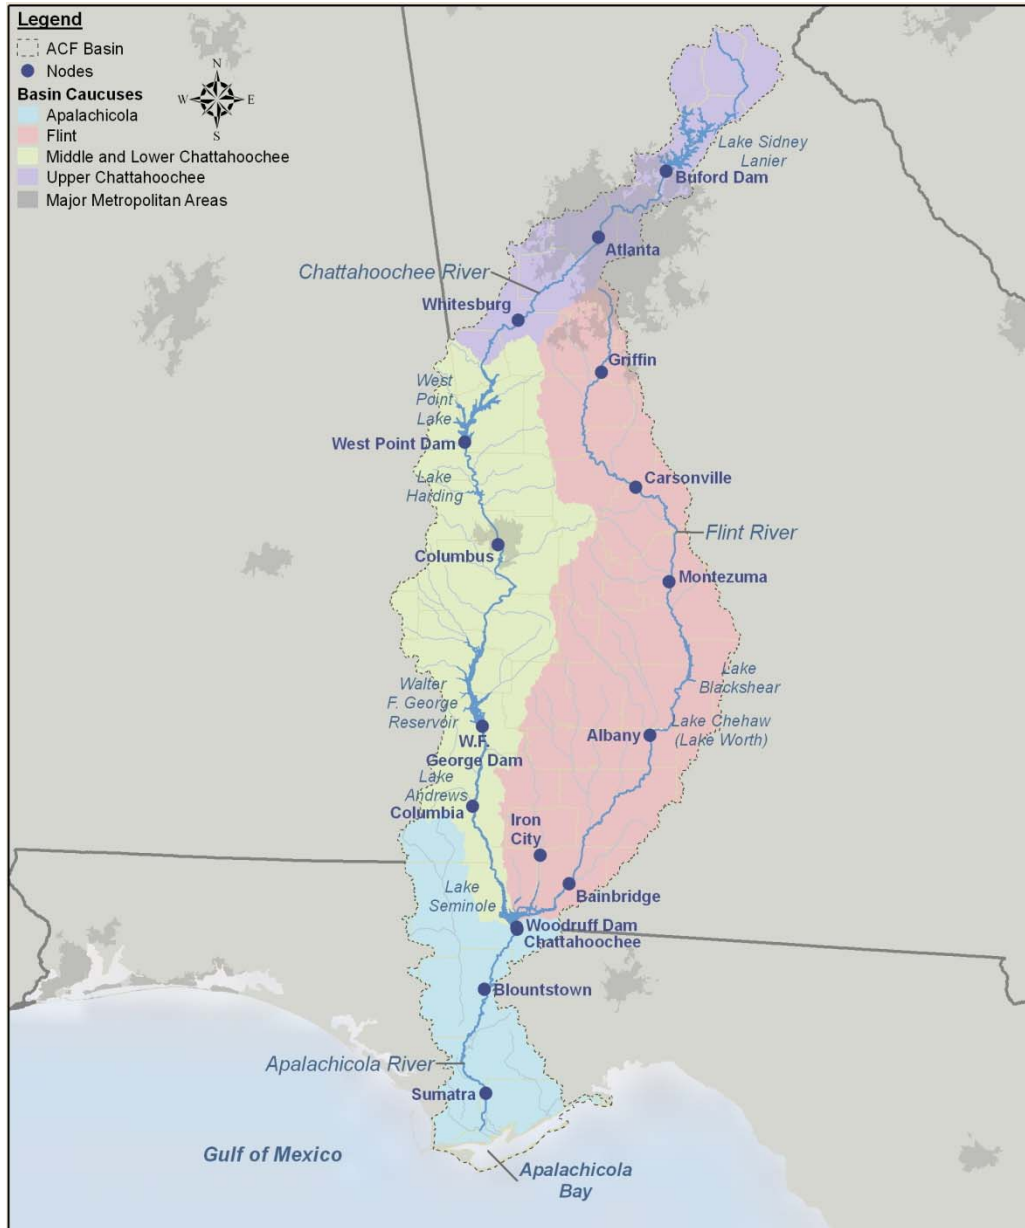 Legend
ACF Basin
Nodes
Basin Caucuses
Apalachicola
Flint
Middle and Lower Chattahoochee
Upper Chattahoochee
Major Metropolitan Areas
N
W E
S
Lake Sidney
Lanier
Buford Dam
Atlanta
Chattahoochee River
Whitesburg
Griffin
West
Point
Lake
West Point Dam
Lake
Harding
Carsonville
Flint River
Columbus
Montezuma
Lake
Blackshear
Walter
F. George
Reservoir
W.F.
George Dam
Lake Chehaw
(Lake Worth)
Albany
Lake
Andrews
Columbia
Iron
City
Lake
Seminole
Bainbridge
Woodruff Dam
Chattahoochee
Blountstown
Apalachicola River
Sumatra
Gulf of Mexico
Apalachicola
Bay